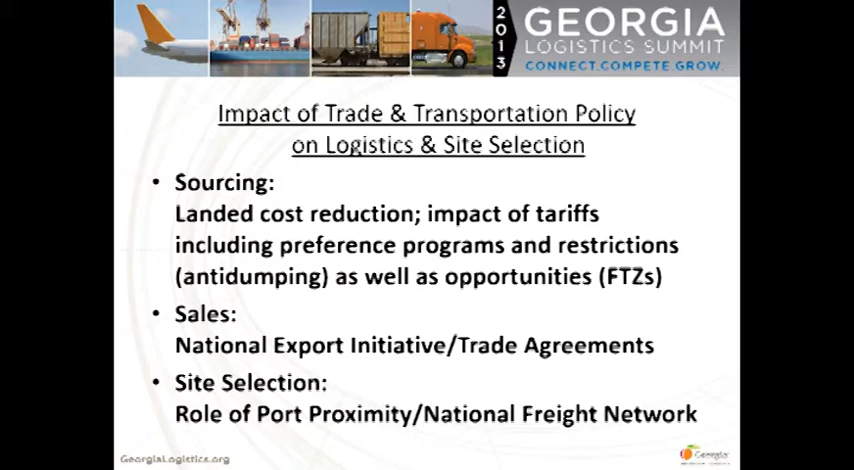 2013
GEORGIA
LOGISTICS SUMMIT
CONNECT.COMPETE GROW.
Impact of Trade & Transportation Policy
on Logistics & Site Selection
• Sourcing:
Landed cost reduction; impact of tariffs
including preference programs and restrictions
(antidumping) as well as opportunities (FTZs)
• Sales:
National Export Initiative/Trade Agreements
• Site Selection:
Role of Port Proximity/National Freight Network
GeorgiaLogistics.org
Georgia